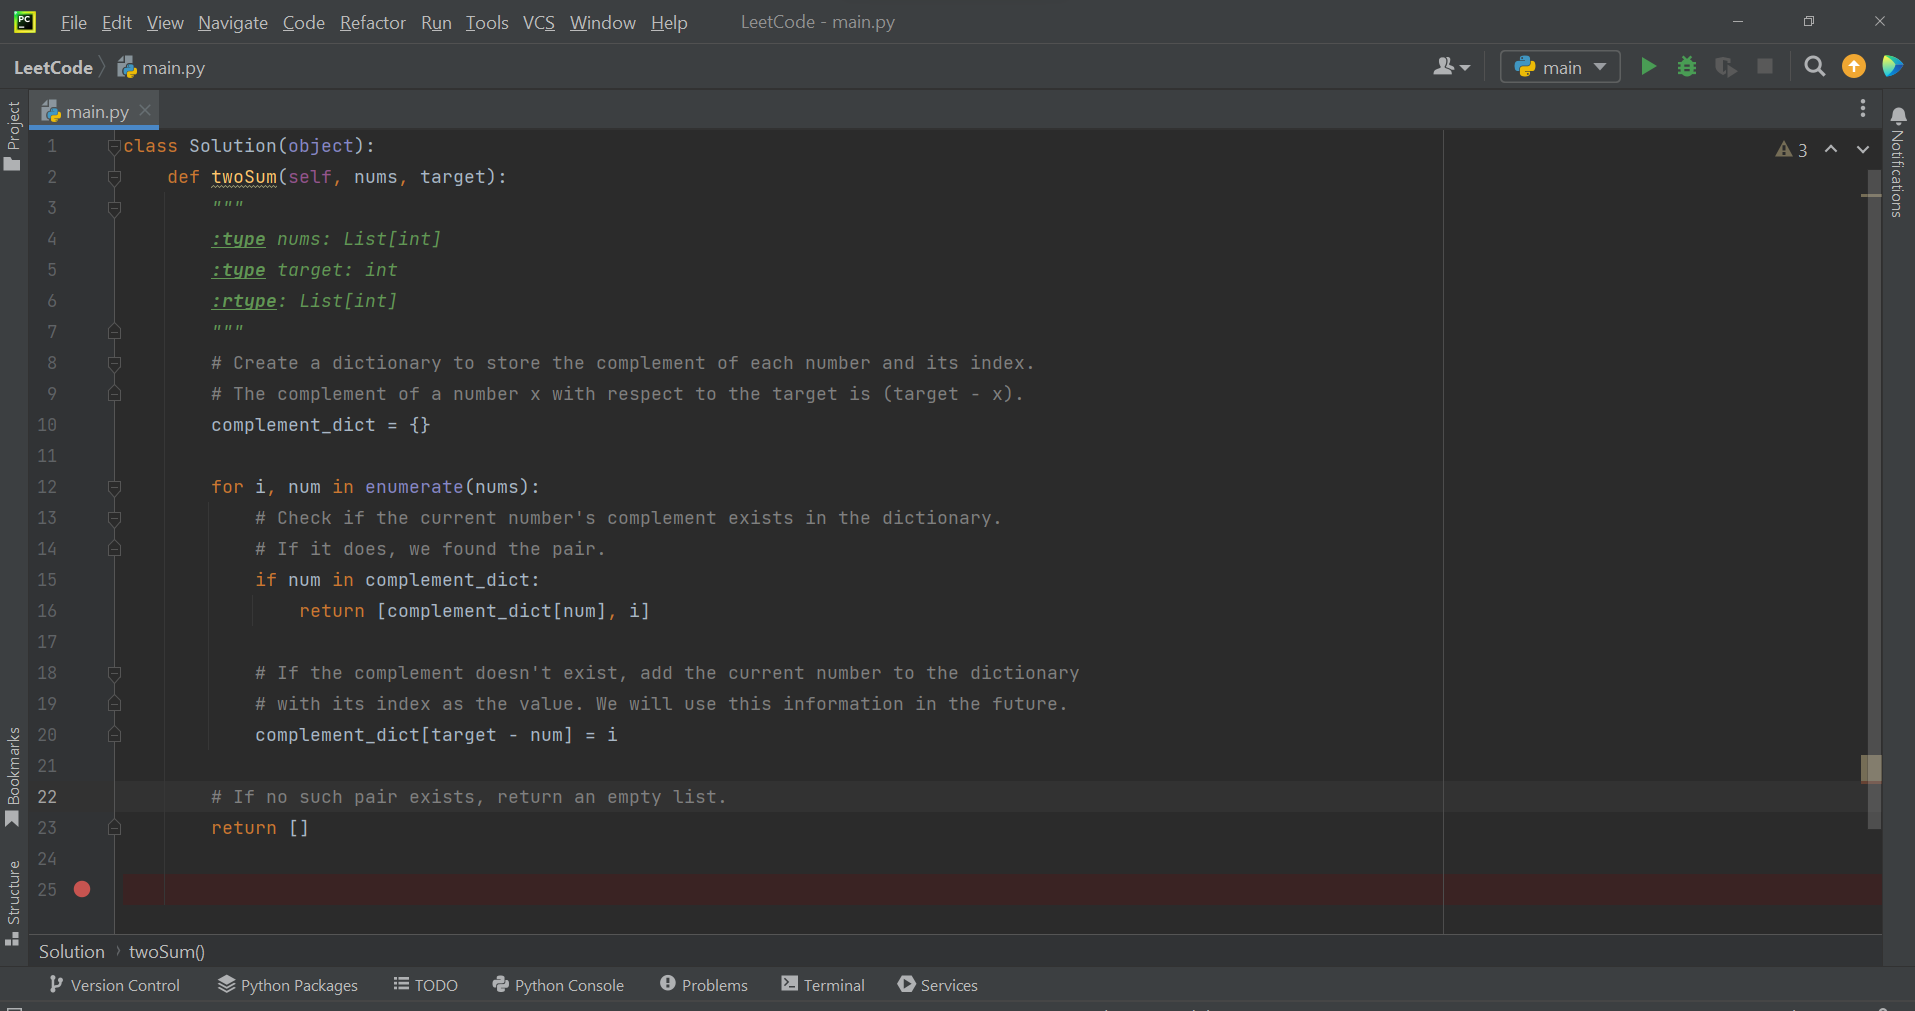 PC File Edit View Navigate Code Refactor Run Tools VCS Window Help LeetCode - main.py
LeetCode main.py main
Project
main.py
Notifications
3
1 class Solution(object):
2 def twoSum(self, nums, target):
3 """
4 :type nums: List[int]
5 :type target: int
6 :rtype: List[int]
7 """
8 # Create a dictionary to store the complement of each number and its index.
9 # The complement of a number x with respect to the target is (target - x).
10 complement_dict = {}
11
12 for i, num in enumerate(nums):
13 # Check if the current number's complement exists in the dictionary.
14 # If it does, we found the pair.
15 if num in complement_dict:
16 return [complement_dict[num], i]
17
18 # If the complement doesn't exist, add the current number to the dictionary
19 # with its index as the value. We will use this information in the future.
20 complement_dict[target - num] = i
21
22 # If no such pair exists, return an empty list.
23 return []
24
25
Bookmarks
Structure
Solution twoSum()
Version Control Python Packages TODO Python Console Problems Terminal Services